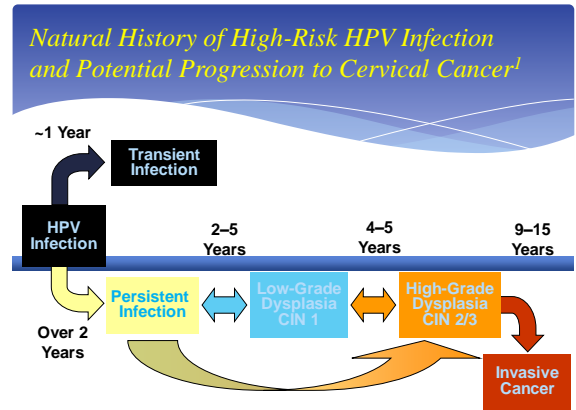 Natural History of High-Risk HPV Infection
and Potential Progression to Cervical Cancer¹
~1 Year
Transient
Infection
HPV
Infection
2–5
Years
4–5
Years
9–15
Years
Over 2
Years
Persistent
Infection
Low-Grade
Dysplasia
CIN 1
High-Grade
Dysplasia
CIN 2/3
Invasive
Cancer